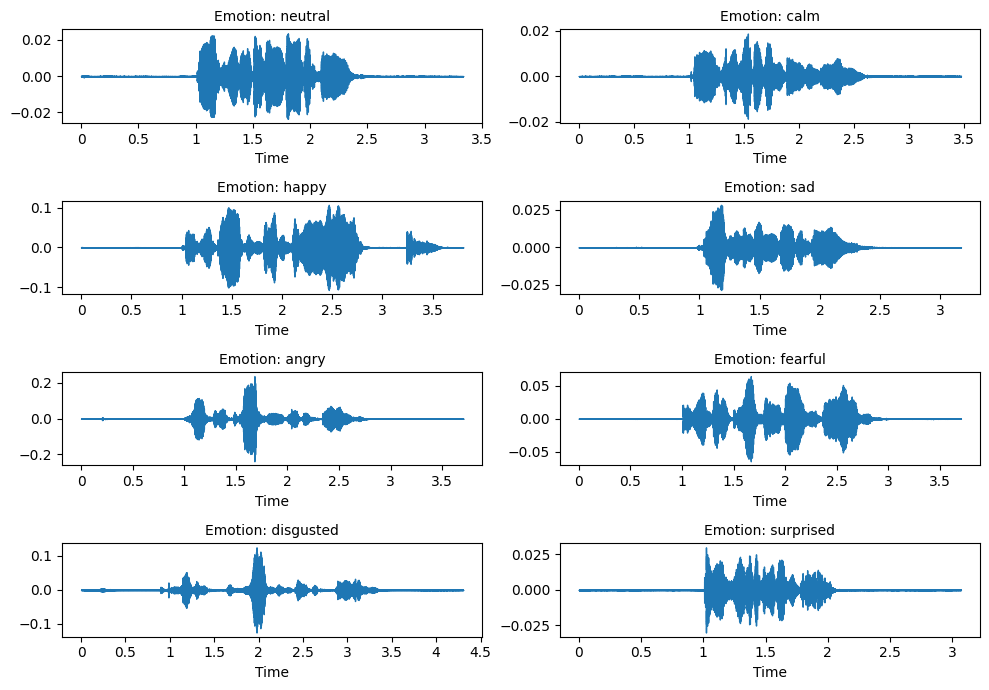 Emotion: neutral
0.02
0.00
−0.02
0 0.5 1 1.5 2 2.5 3 3.5
Time
Emotion: calm
0.02
0.00
−0.02
0 0.5 1 1.5 2 2.5 3 3.5
Time
Emotion: happy
0.1
0.0
−0.1
0 0.5 1 1.5 2 2.5 3 3.5
Time
Emotion: sad
0.025
0.000
−0.025
0 0.5 1 1.5 2 2.5 3
Time
Emotion: angry
0.2
0.0
−0.2
0 0.5 1 1.5 2 2.5 3 3.5
Time
Emotion: fearful
0.05
0.00
−0.05
0 0.5 1 1.5 2 2.5 3 3.5
Time
Emotion: disgusted
0.1
0.0
−0.1
0 0.5 1 1.5 2 2.5 3 3.5 4 4.5
Time
Emotion: surprised
0.025
0.000
−0.025
0 0.5 1 1.5 2 2.5 3
Time